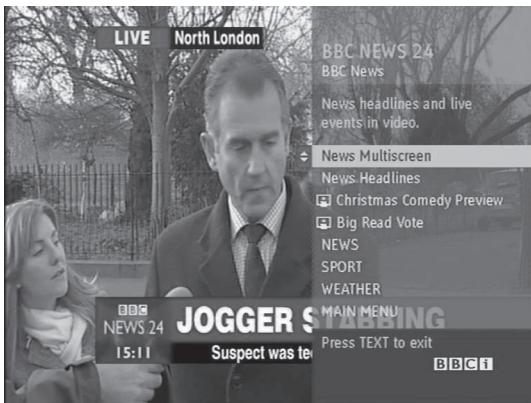 LIVE North London
BBC NEWS 24
BBC News
News headlines and live
events in video.
News Multiscreen
News Headlines
Christmas Comedy Preview
Big Read Vote
NEWS
SPORT
WEATHER
MAIN MENU
Press TEXT to exit
BBCi
BBC
NEWS 24
15:11
JOGGER STABBING
Suspect was